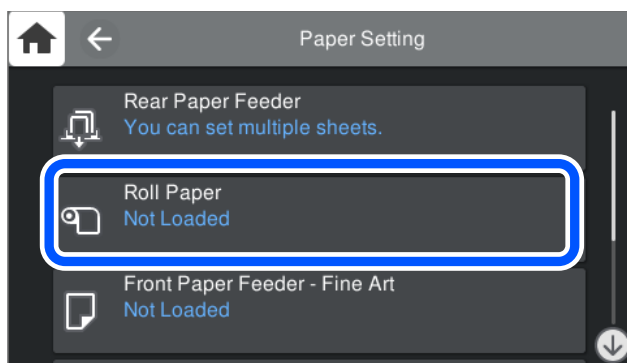 Paper Setting
Rear Paper Feeder
You can set multiple sheets.
Roll Paper
Not Loaded
Front Paper Feeder - Fine Art
Not Loaded